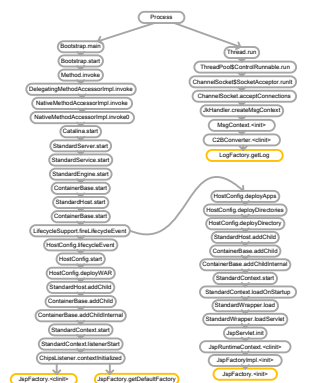 Process
Bootstrap.main
Bootstrap.start
Method.invoke
DelegatingMethodAccessorImpl.invoke
NativeMethodAccessorImpl.invoke
NativeMethodAccessorImpl.invoke0
Catalina.start
StandardServer.start
StandardService.start
StandardEngine.start
ContainerBase.start
StandardHost.start
ContainerBase.start
LifecycleSupport.fireLifecycleEvent
HostConfig.lifecycleEvent
HostConfig.start
HostConfig.deployWAR
StandardHost.addChild
ContainerBase.addChild
ContainerBase.addChildInternal
StandardContext.start
StandardContext.listenerStart
ChipsListener.contextInitialized
JspFactory.<clinit>
JspFactory.getDefaultFactory
Thread.run
ThreadPool$ControlRunnable.run
ChannelSocket$SocketAcceptor.runIt
ChannelSocket.acceptConnections
JkHandler.createMsgContext
MsgContext.<init>
C2BConverter.<clinit>
LogFactory.getLog
HostConfig.deployApps
HostConfig.deployDirectories
HostConfig.deployDirectory
StandardHost.addChild
ContainerBase.addChild
ContainerBase.addChildInternal
StandardContext.start
StandardContext.loadOnStartup
StandardWrapper.load
StandardWrapper.loadServlet
JspServlet.init
JspRuntimeContext.<clinit>
JspFactoryImpl.<init>
JspFactory.<init>